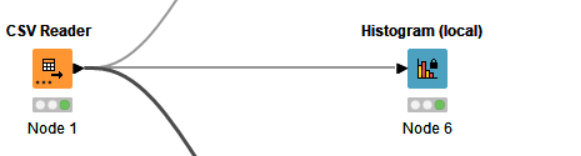 CSV Reader
Histogram (local)
Node 1
Node 6